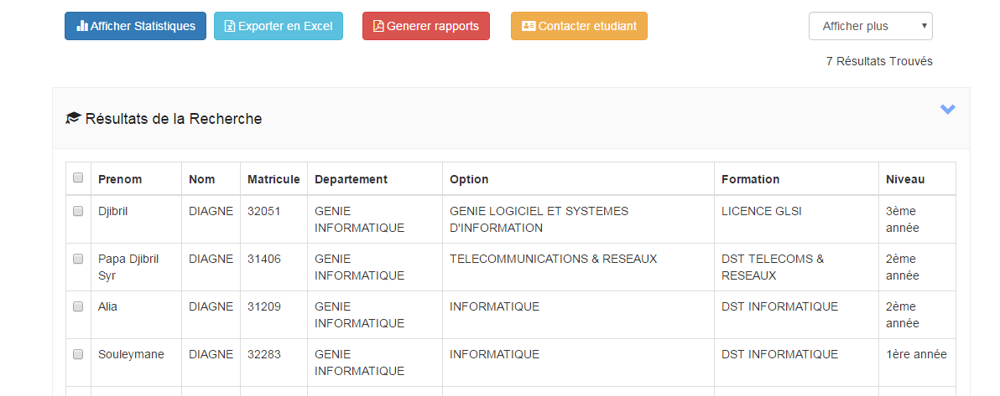 Afficher Statistiques Exporter en Excel Generer rapports Contacter etudiant Afficher plus
7 Résultats Trouvés
Résultats de la Recherche
Prenom Nom Matricule Departement Option Formation Niveau
Djibril DIAGNE 32051 GENIE GENIE LOGICIEL ET SYSTEMES LICENCE GLSI 3ème
INFORMATIQUE D'INFORMATION année
Papa Djibril DIAGNE 31406 GENIE TELECOMMUNICATIONS & RESEAUX DST TELECOMS & 2ème
Syr INFORMATIQUE RESEAUX année
Alia DIAGNE 31209 GENIE INFORMATIQUE DST INFORMATIQUE 2ème
INFORMATIQUE année
Souleymane DIAGNE 32283 GENIE INFORMATIQUE DST INFORMATIQUE 1ère année
INFORMATIQUE